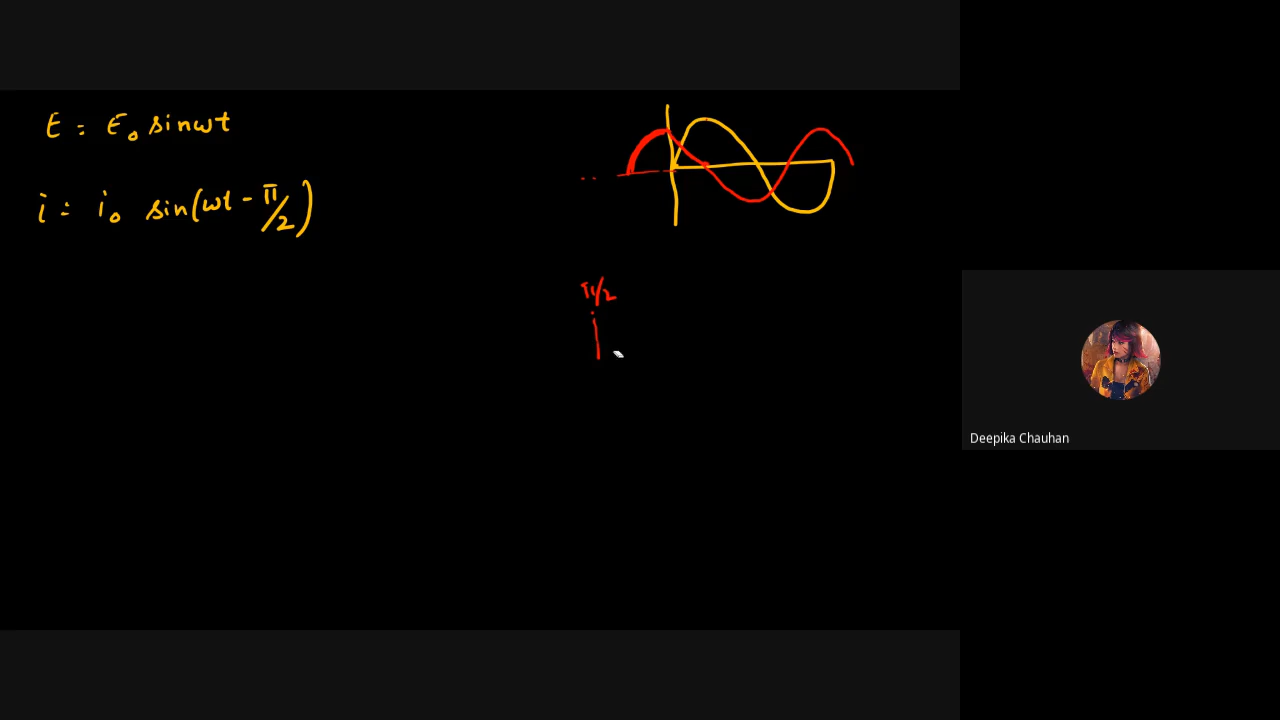 E = E₀ sinωt
i = i₀ sin(ωt - π/2)
π/2
Deepika Chauhan